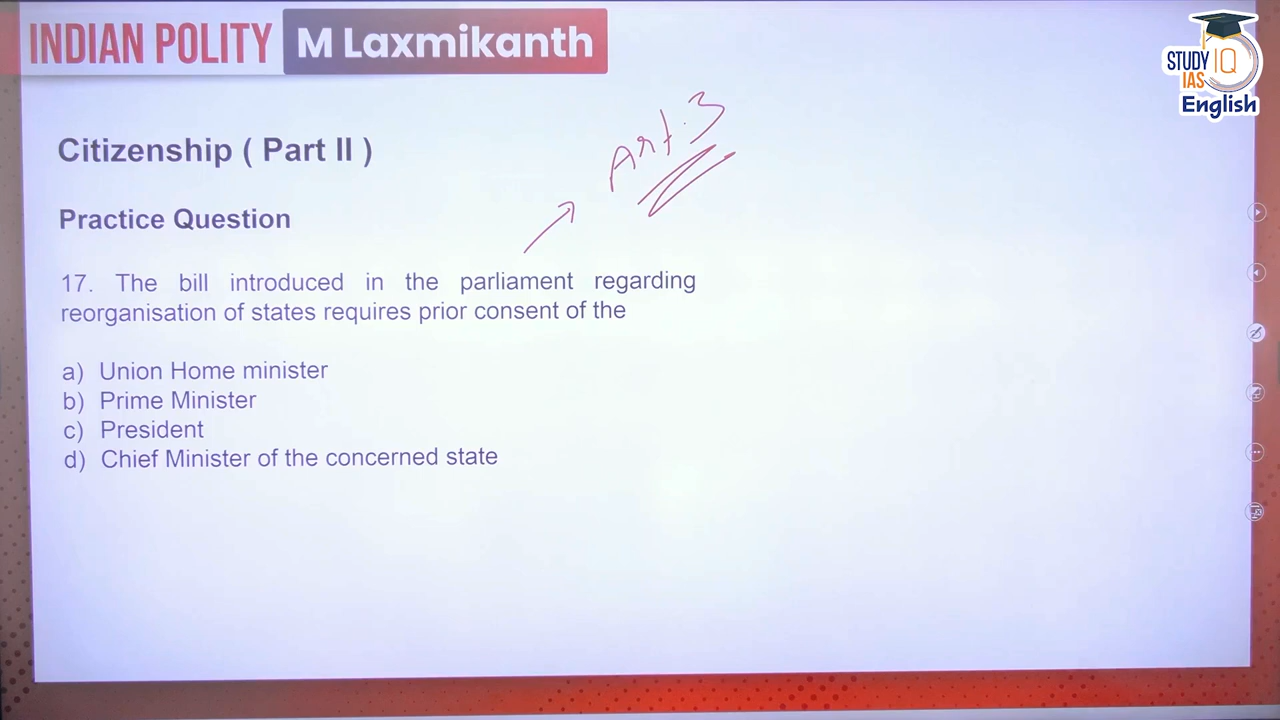 INDIAN POLITY M Laxmikanth
STUDY IQ
IAS
English
Citizenship ( Part II )
Art.3
Practice Question
17. The bill introduced in the parliament regarding
reorganisation of states requires prior consent of the
a) Union Home minister
b) Prime Minister
c) President
d) Chief Minister of the concerned state